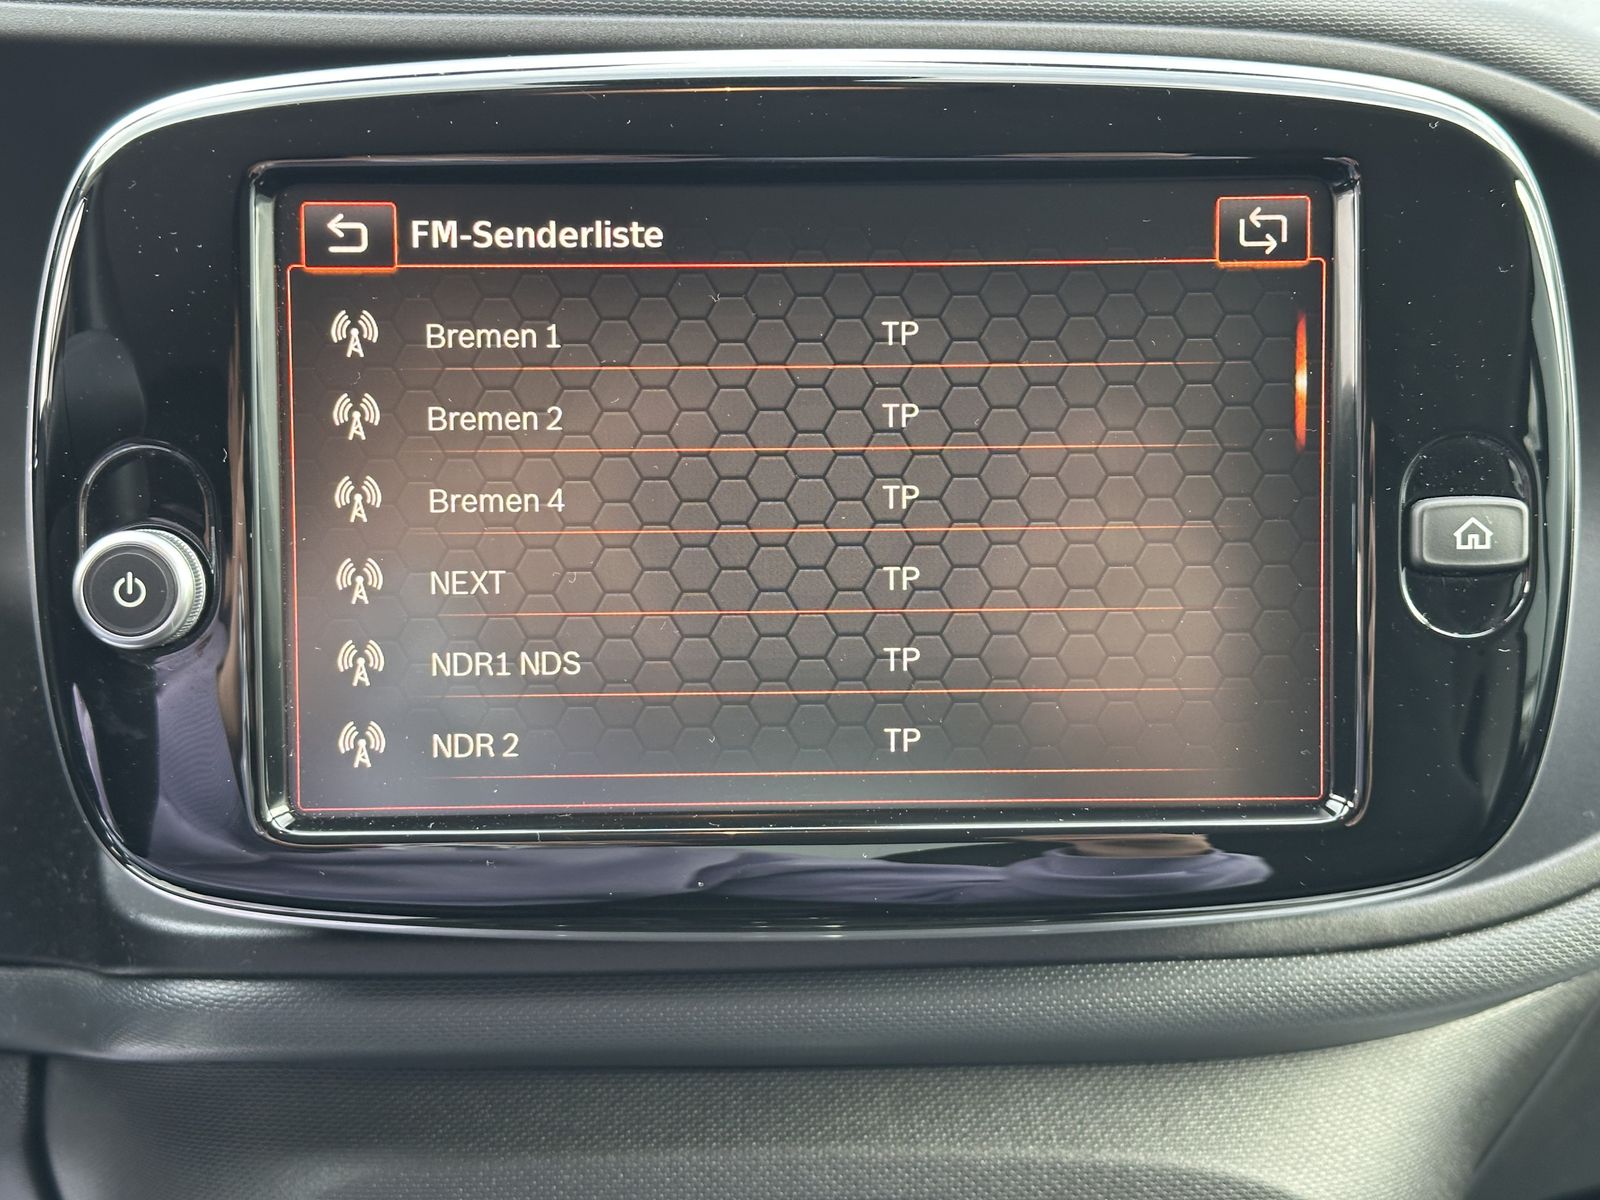 FM-Senderliste
Bremen 1 TP
Bremen 2 TP
Bremen 4 TP
NEXT TP
NDR1 NDS TP
NDR 2 TP